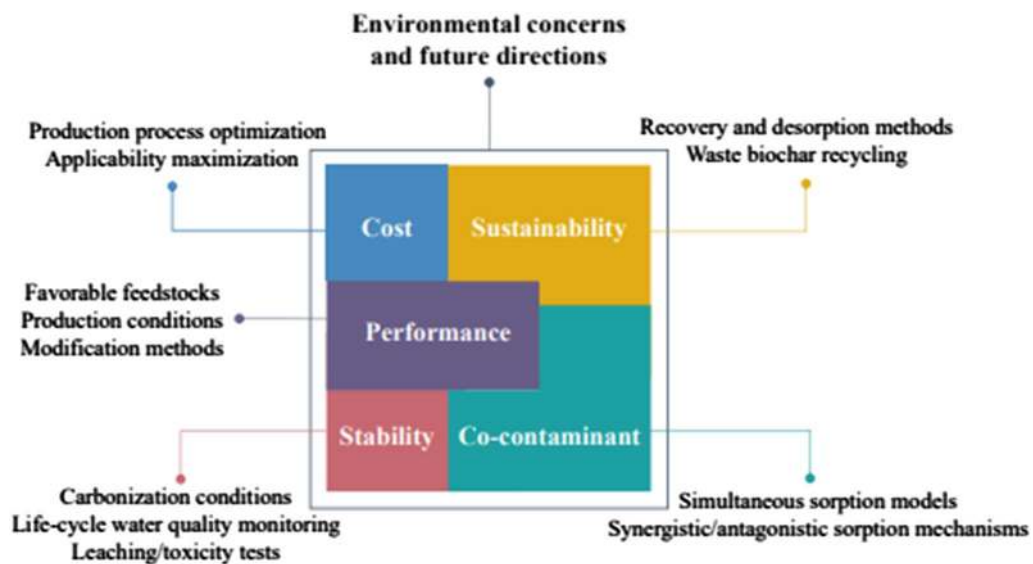 Environmental concerns
and future directions
Production process optimization
Applicability maximization
Recovery and desorption methods
Waste biochar recycling
Cost
Sustainability
Favorable feedstocks
Production conditions
Modification methods
Performance
Stability
Co-contaminant
Carbonization conditions
Life-cycle water quality monitoring
Leaching/toxicity tests
Simultaneous sorption models
Synergistic/antagonistic sorption mechanisms